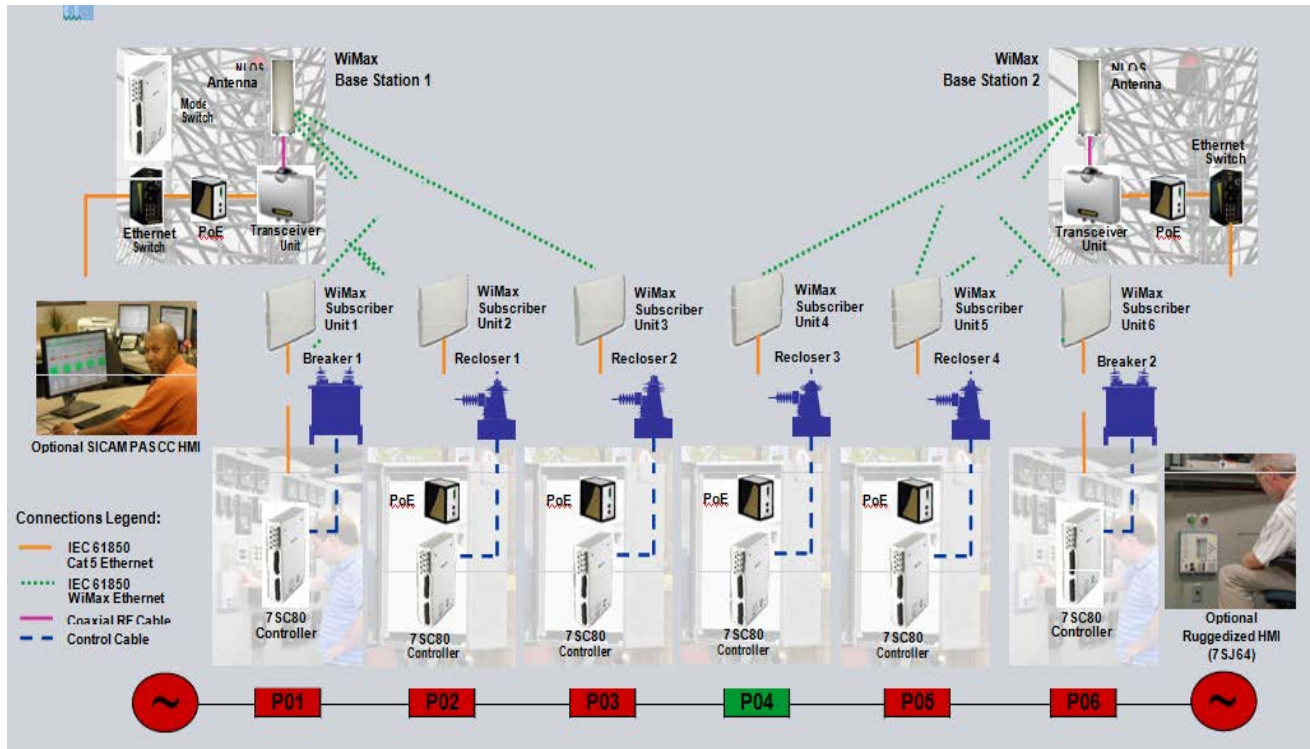 WiMax
Base Station 1
NLOS
Antenna
Mode
Switch
Ethernet
Switch
PoE
Transceiver
Unit
WiMax
Base Station 2
NLOS
Antenna
Ethernet
Switch
Transceiver
Unit
PoE
WiMax
Subscriber
Unit 1
WiMax
Subscriber
Unit 2
WiMax
Subscriber
Unit 3
WiMax
Subscriber
Unit 4
WiMax
Subscriber
Unit 5
WiMax
Subscriber
Unit 6
Breaker 1
Recloser 1
Recloser 2
Recloser 3
Recloser 4
Breaker 2
Optional SICAM PAS CC HMI
PoE
PoE
PoE
PoE
Connections Legend:
IEC 61850
Cat 5 Ethernet
IEC 61850
WiMax Ethernet
Coaxial RF Cable
Control Cable
7SC80
Controller
7SC80
Controller
7SC80
Controller
7SC80
Controller
7SC80
Controller
7SC80
Controller
Optional
Ruggedized HMI
(7SJ64)
~
P01
P02
P03
P04
P05
P06
~